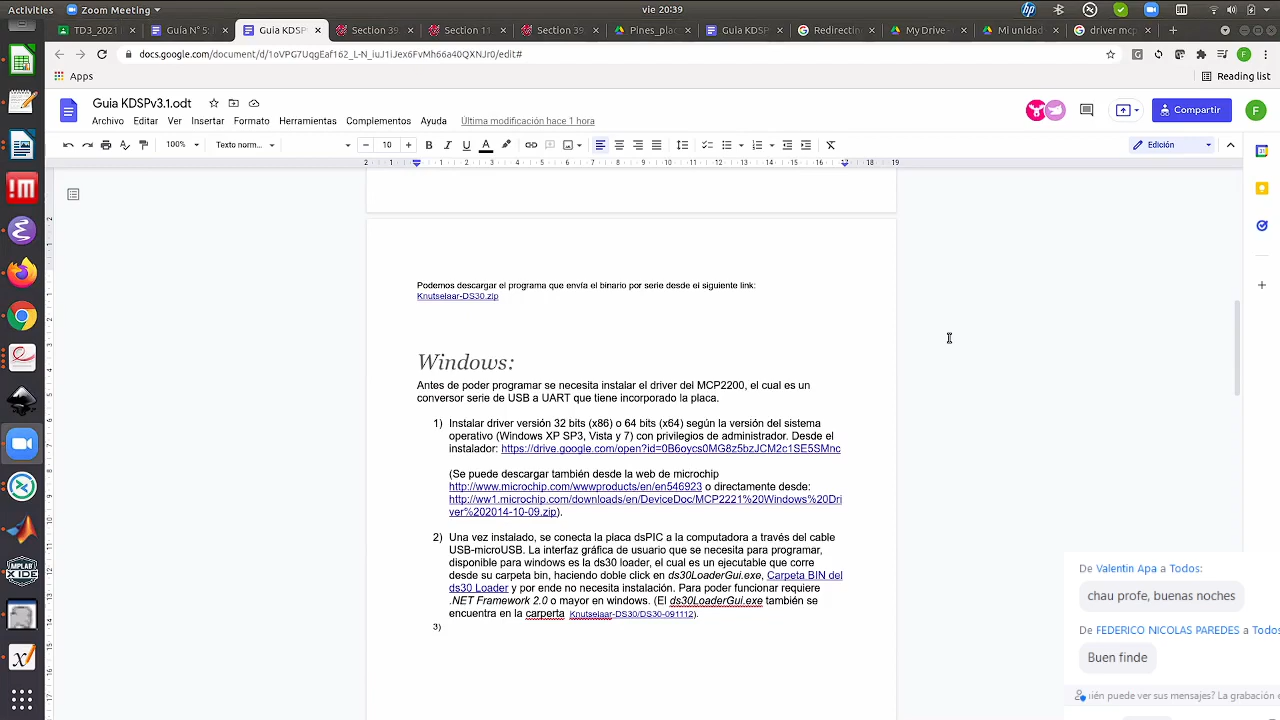 Actividades
Zoom Meeting
vie 20:39
TD3_2021
Guia N° 5:
Guia KDSP
Section 39.
Section 11
Section 39.
Pines_plac
Guia KDSP
Redirectin
My Drive -
Mi unidad
driver mcp
docs.google.com/document/d/1oVPG7UqgEaf162_L-N_iuJ1iJex6FvMh66a40QXNJr0/edit#
Apps
Reading list
Guia KDSPv3.1.odt
Archivo Editar Ver Insertar Formato Herramientas Complementos Ayuda Última modificación hace 1 hora
Compartir
F
100% Texto norm... 10 Edición
Podemos descargar el programa que envía el binario por serie desde el siguiente link:
Knutselaar-DS30.zip
Windows:
Antes de poder programar se necesita instalar el driver del MCP2200, el cual es un
conversor serie de USB a UART que tiene incorporado la placa.
1) Instalar driver versión 32 bits (x86) o 64 bits (x64) según la versión del sistema
operativo (Windows XP SP3, Vista y 7) con privilegios de administrador. Desde el
instalador: https://drive.google.com/open?id=0B6oycs0MG8z5bzJCM2c1SE5SMnc
(Se puede descargar también desde la web de microchip
http://www.microchip.com/wwwproducts/en/en546923 o directamente desde:
http://ww1.microchip.com/downloads/en/DeviceDoc/MCP2221%20Windows%20Dri
ver%202014-10-09.zip).
2) Una vez instalado, se conecta la placa dsPIC a la computadora a través del cable
USB-microUSB. La interfaz gráfica de usuario que se necesita para programar,
disponible para windows es la ds30 loader, el cual es un ejecutable que corre
desde su carpeta bin, haciendo doble click en ds30LoaderGui.exe, Carpeta BIN del
ds30 Loader y por ende no necesita instalación. Para poder funcionar requiere
.NET Framework 2.0 o mayor en windows. (El ds30LoaderGui.exe también se
encuentra en la carperta Knutselaar-DS30/DS30-091112).
3)
De Valentin Apa a Todos:
chau profe, buenas noches
De FEDERICO NICOLAS PAREDES a Todos
Buen finde
ién puede ver sus mensajes? La grabación e